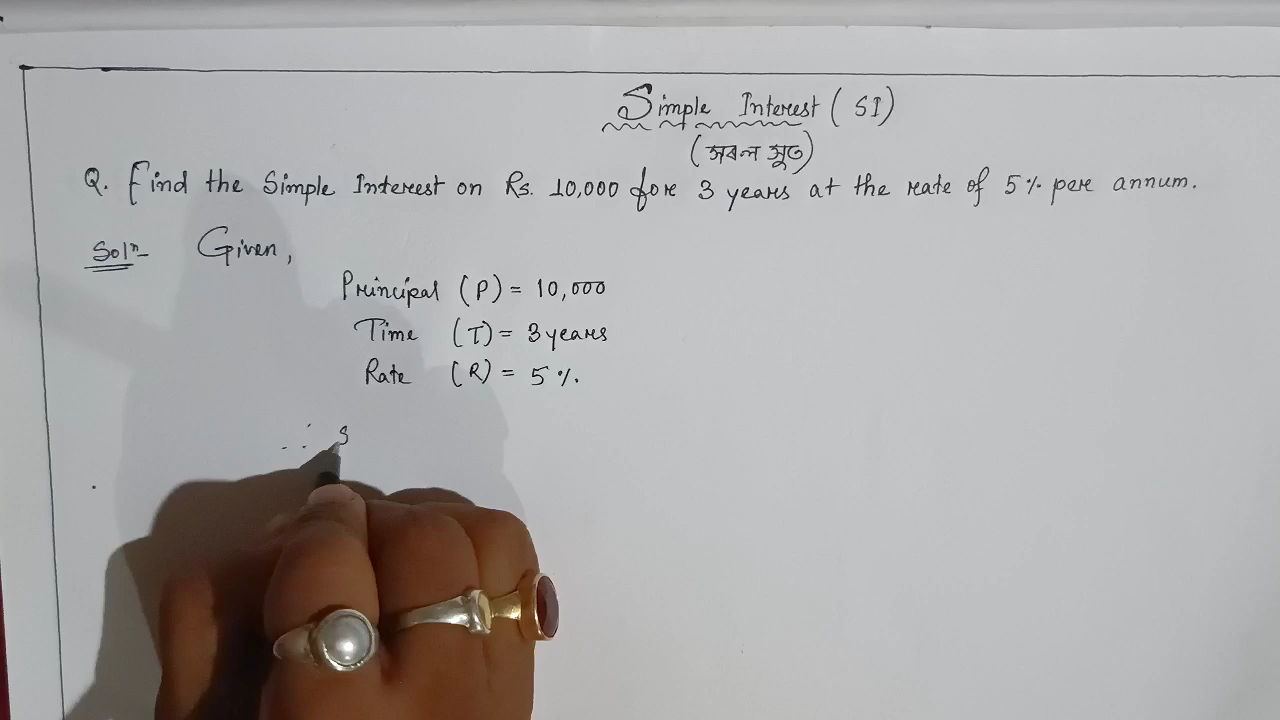 Simple Interest (SI)
(সরল সুত)
Q. Find the Simple Interest on Rs. 10,000 for 3 years at the rate of 5% per annum.
Solⁿ- Given,
Principal (P) = 10,000
Time (T) = 3 years
Rate (R) = 5%.
∴ S